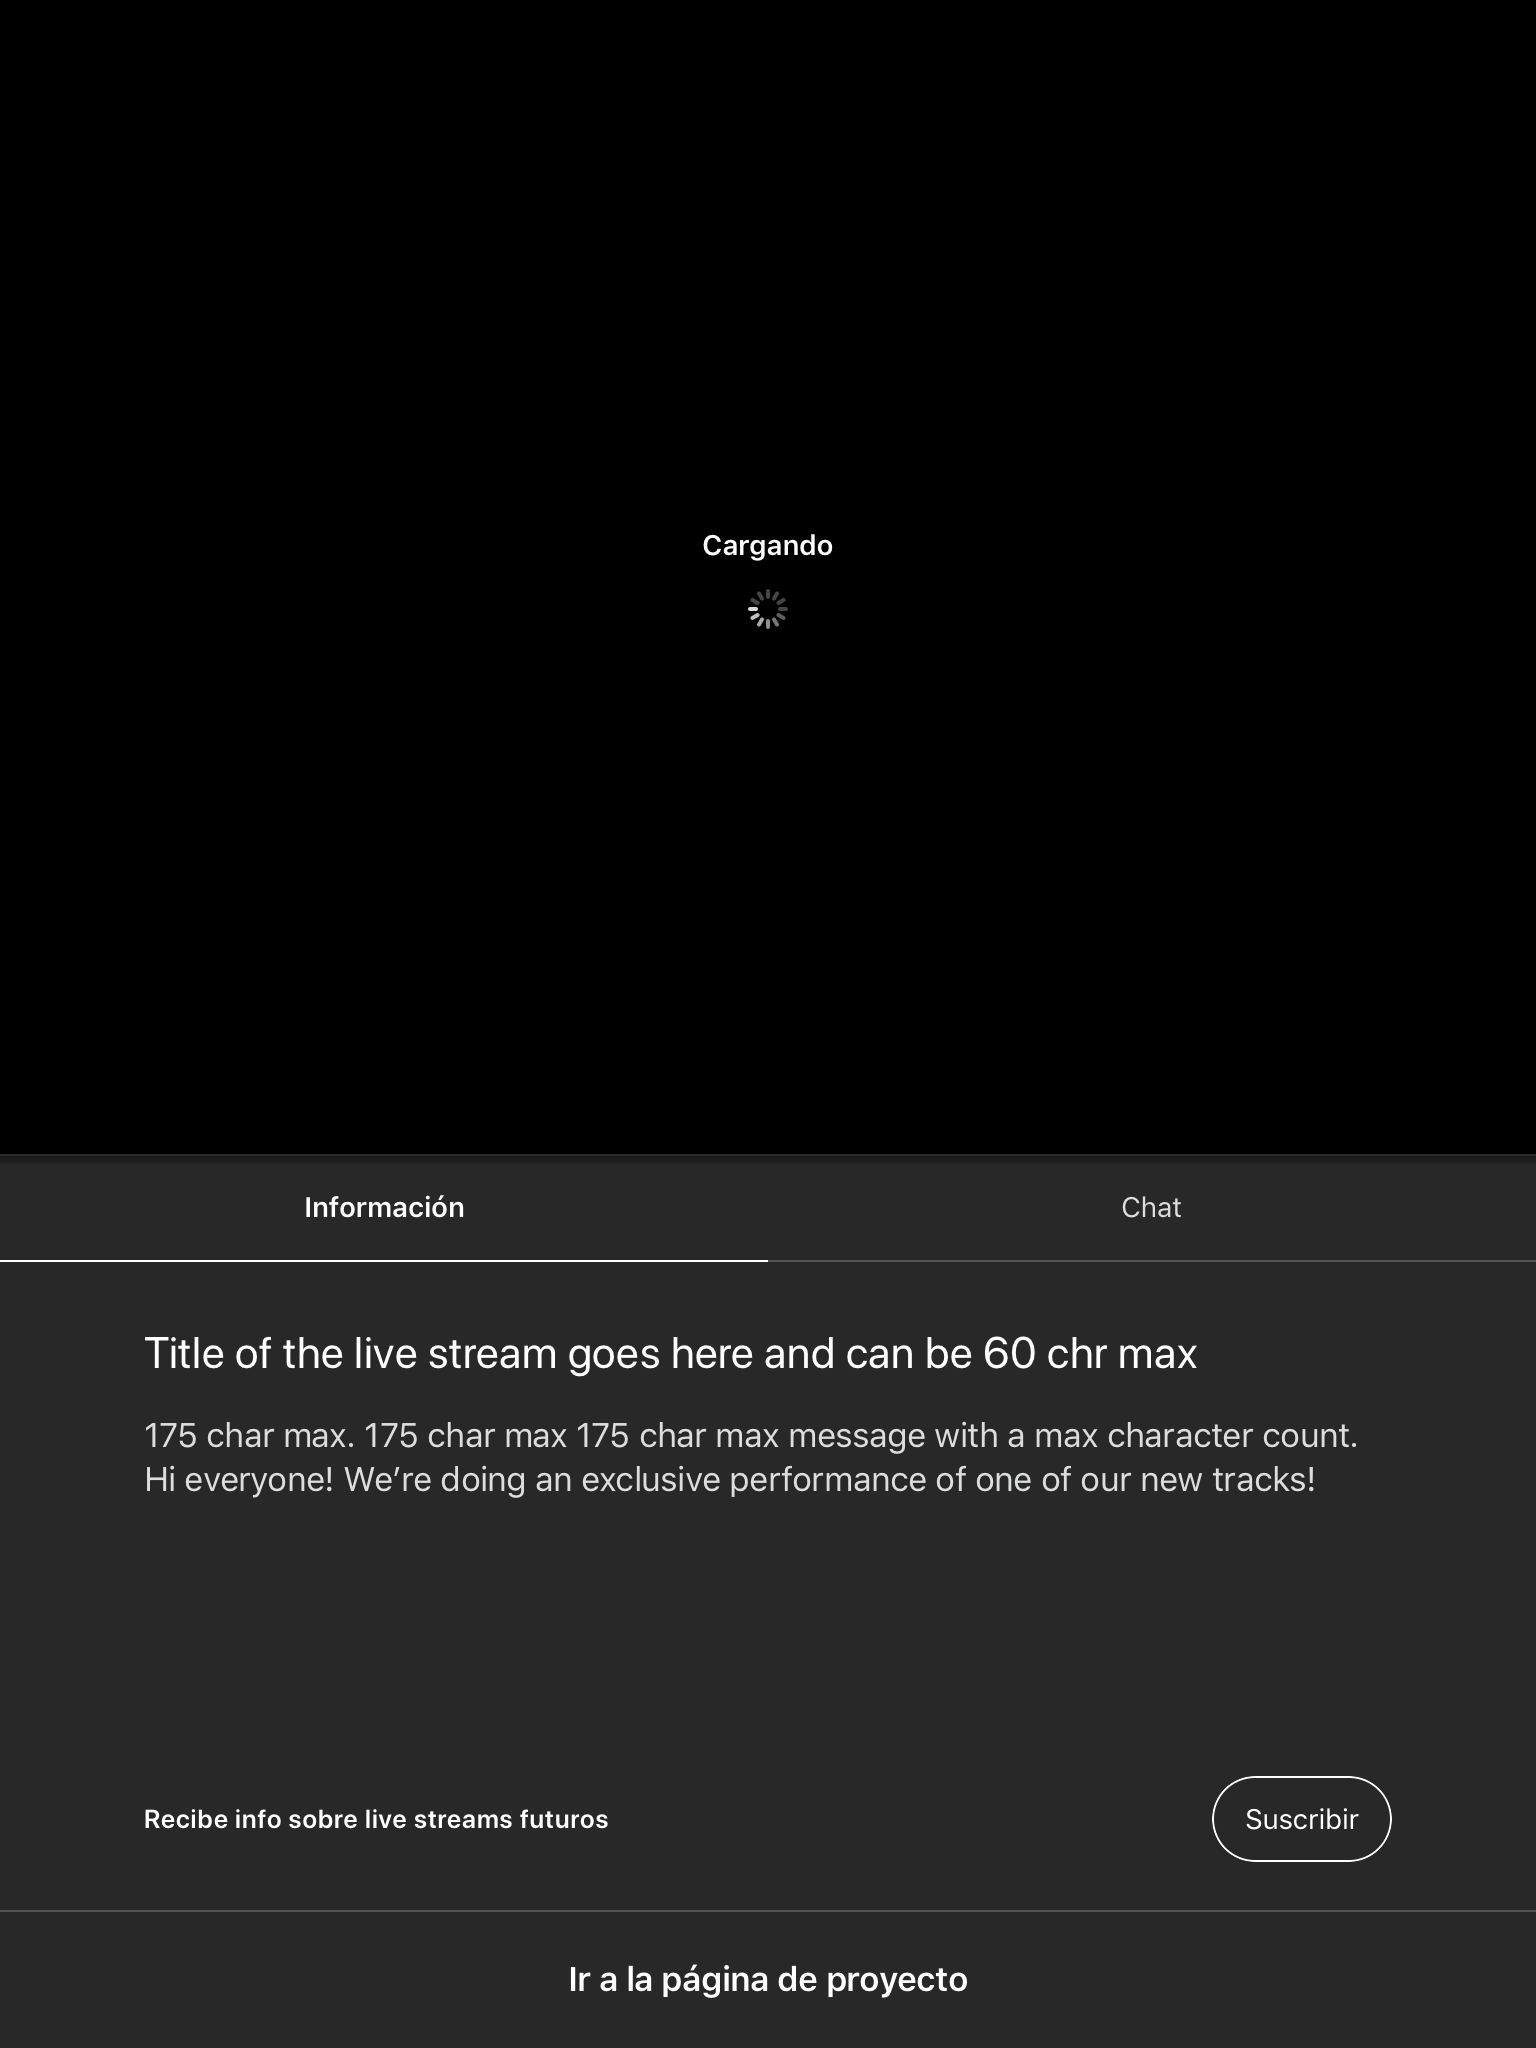 Cargando
Información
Chat
Title of the live stream goes here and can be 60 chr max
175 char max. 175 char max 175 char max message with a max character count.
Hi everyone! We’re doing an exclusive performance of one of our new tracks!
Recibe info sobre live streams futuros
Suscribir
Ir a la página de proyecto